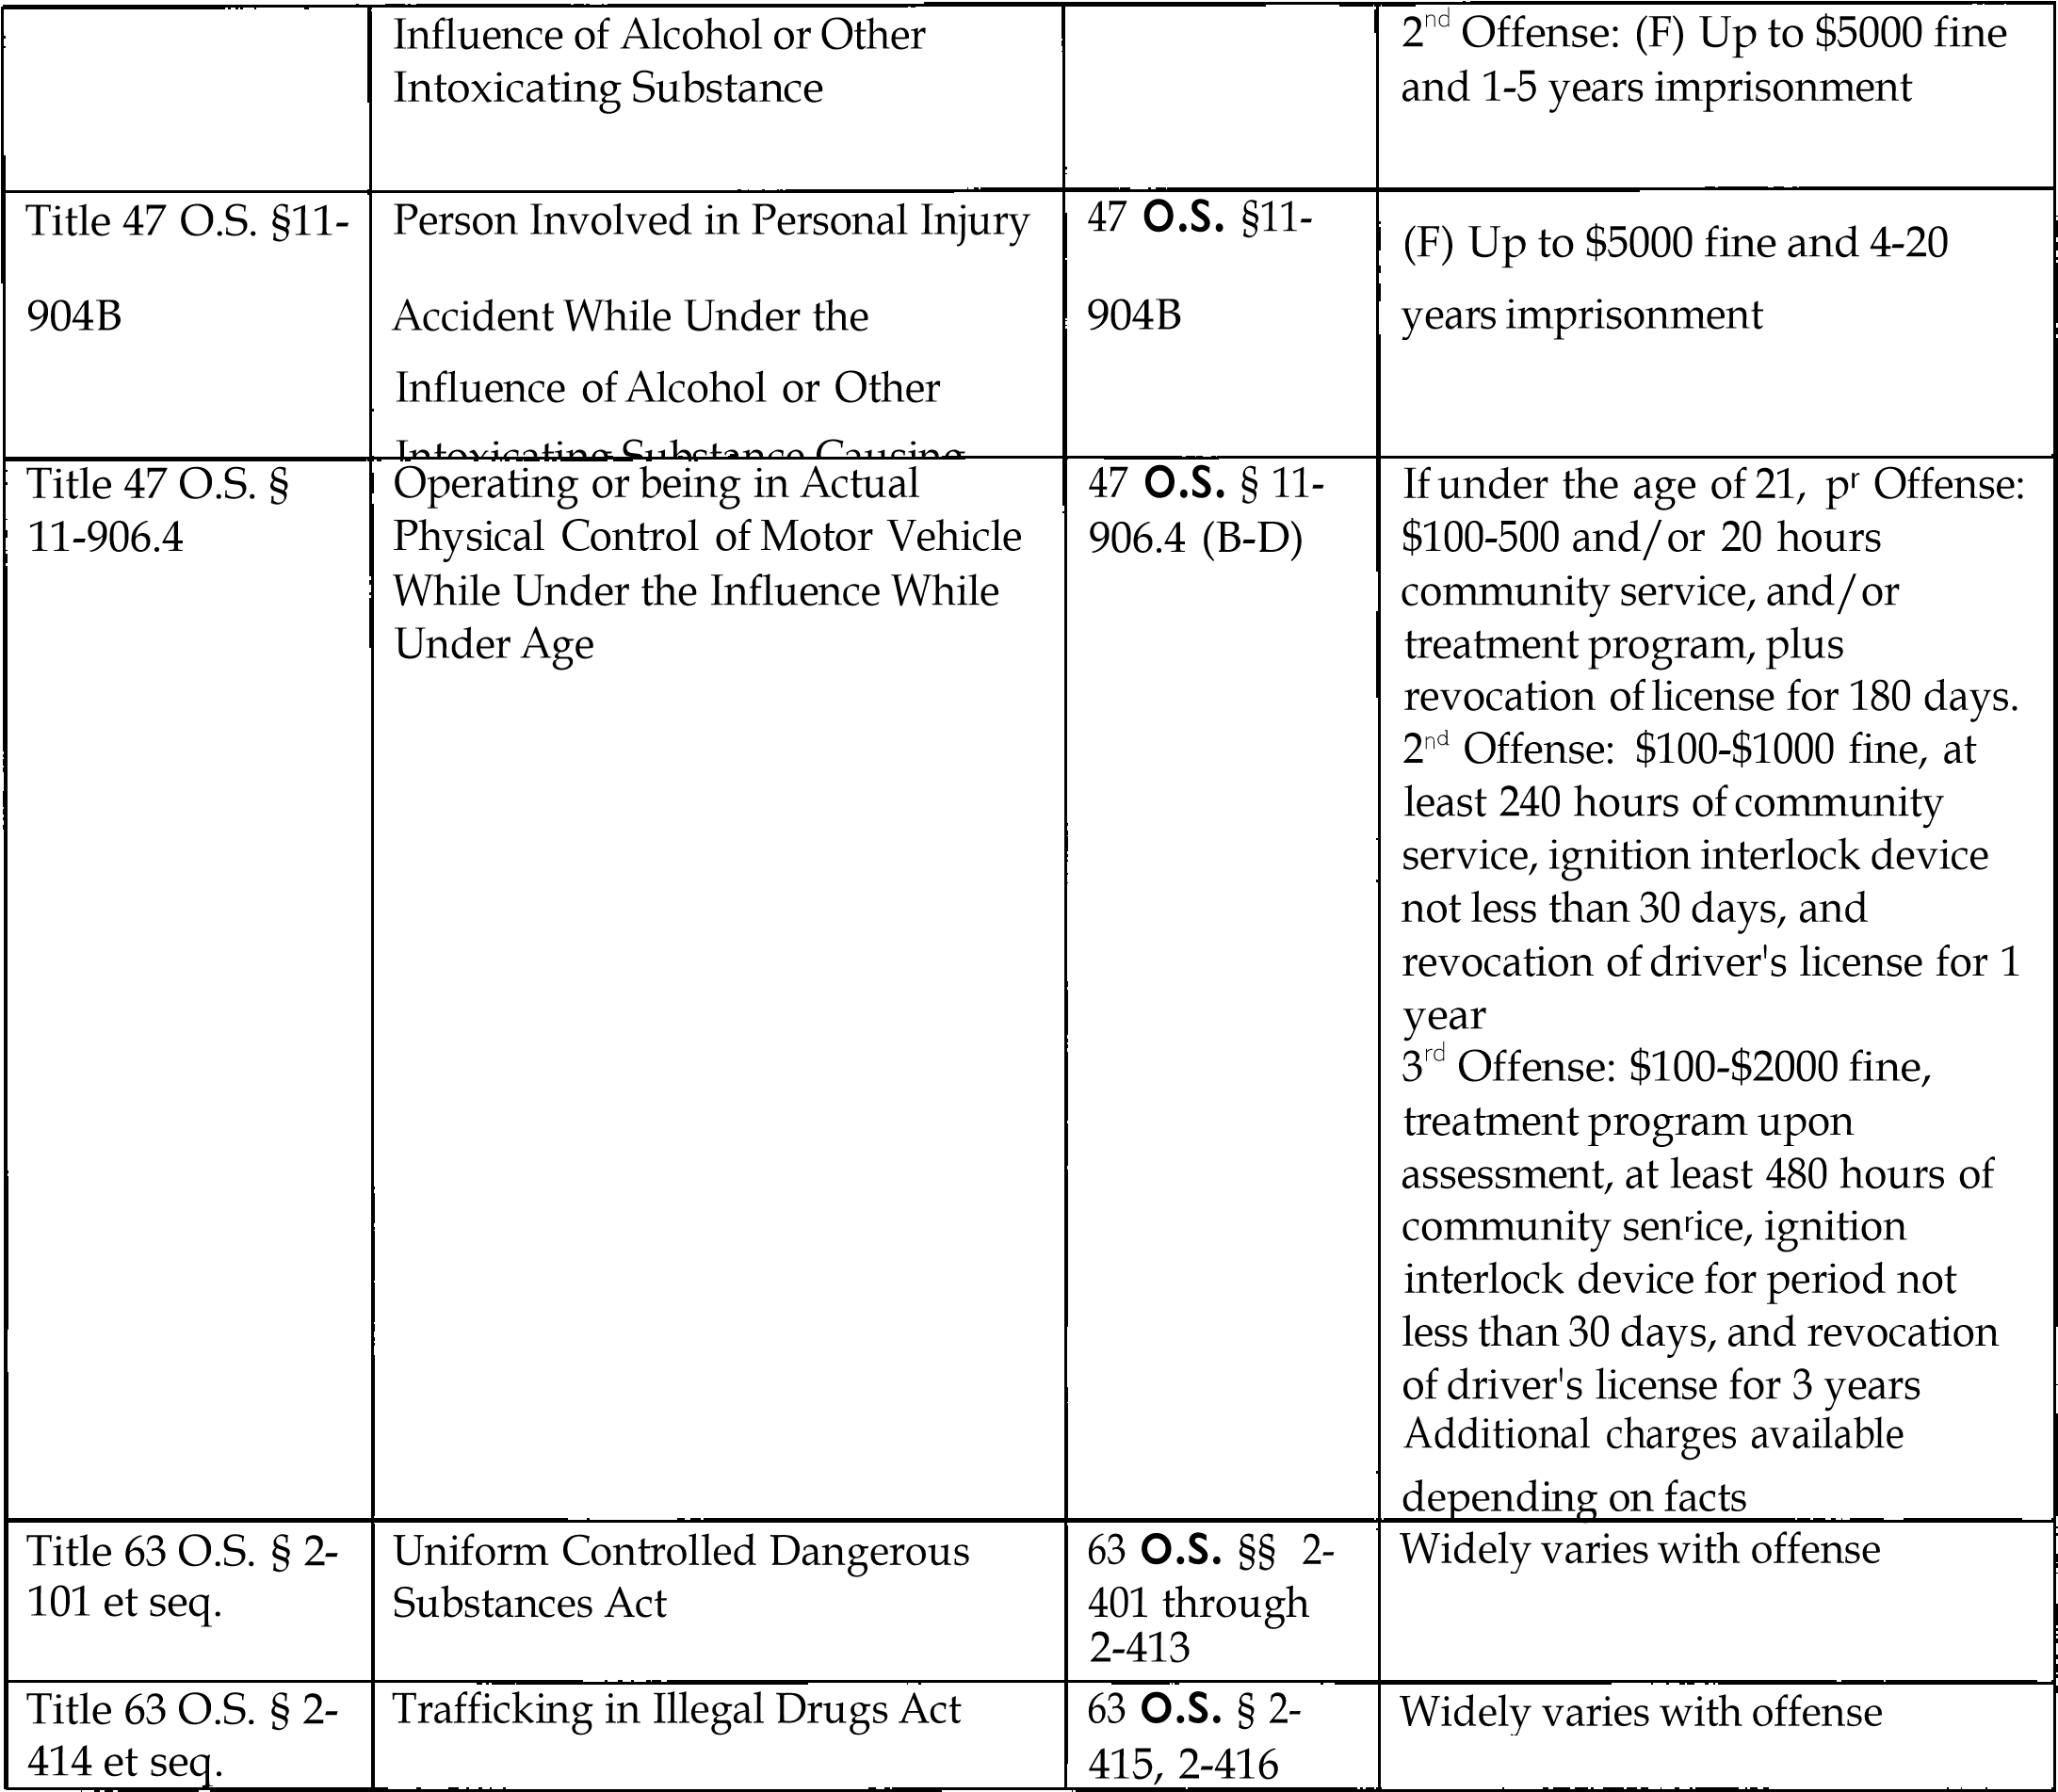 Influence of Alcohol or Other
Intoxicating Substance
2nd Offense: (F) Up to $5000 fine
and 1-5 years imprisonment
Title 47 O.S. §11-
904B
Person Involved in Personal Injury
Accident While Under the
Influence of Alcohol or Other
Intoxicating Substance Causing
47 O.S. §11-
904B
(F) Up to $5000 fine and 4-20
years imprisonment
Title 47 O.S. §
11-906.4
Operating or being in Actual
Physical Control of Motor Vehicle
While Under the Influence While
Under Age
47 O.S. § 11-
906.4 (B-D)
If under the age of 21, pr Offense:
$100-500 and/or 20 hours
community service, and/or
treatment program, plus
revocation of license for 180 days.
2nd Offense: $100-$1000 fine, at
least 240 hours of community
service, ignition interlock device
not less than 30 days, and
revocation of driver's license for 1
year
3rd Offense: $100-$2000 fine,
treatment program upon
assessment, at least 480 hours of
community senrice, ignition
interlock device for period not
less than 30 days, and revocation
of driver's license for 3 years
Additional charges available
depending on facts
Title 63 O.S. § 2-
101 et seq.
Uniform Controlled Dangerous
Substances Act
63 O.S. §§ 2-
401 through
2-413
Widely varies with offense
Title 63 O.S. § 2-
414 et seq.
Trafficking in Illegal Drugs Act
63 O.S. § 2-
415, 2-416
Widely varies with offense